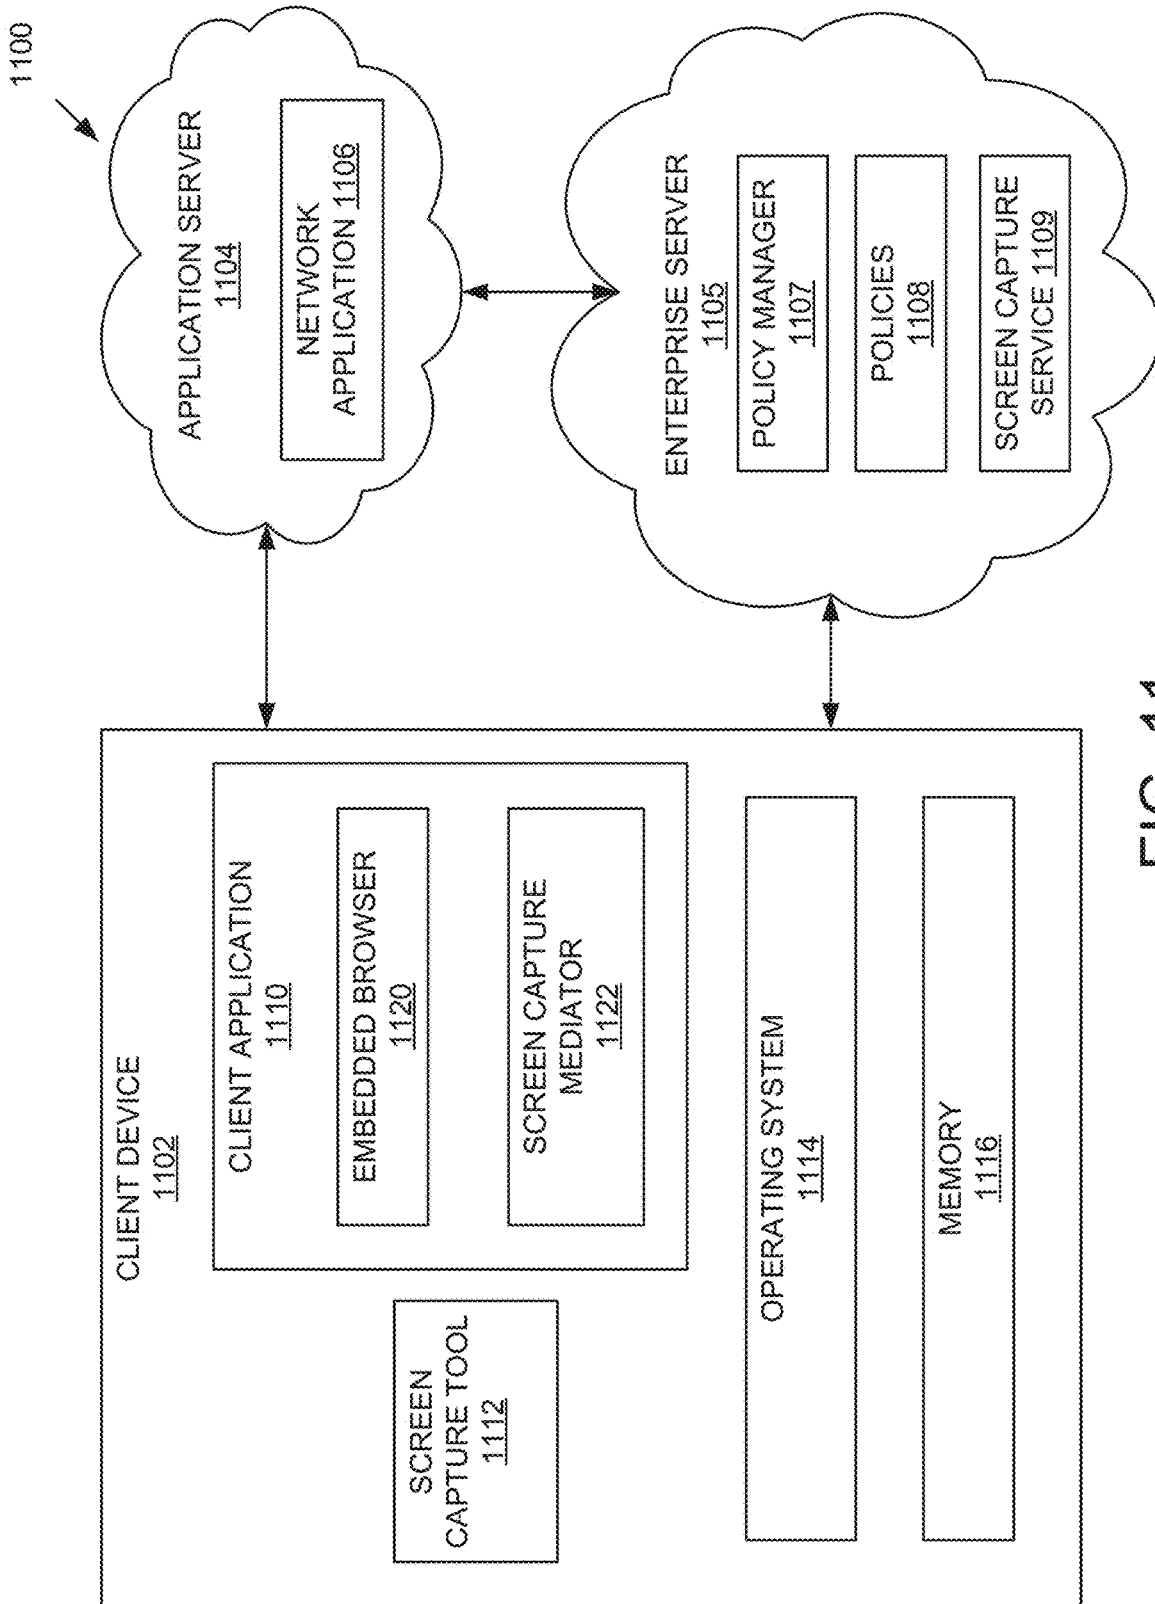 1100
CLIENT DEVICE
1102
SCREEN
CAPTURE TOOL
1112
CLIENT APPLICATION
1110
EMBEDDED BROWSER
1120
SCREEN CAPTURE
MEDIATOR
1122
OPERATING SYSTEM
1114
MEMORY
1116
APPLICATION SERVER
1104
NETWORK
APPLICATION 1106
ENTERPRISE SERVER
1105
POLICY MANAGER
1107
POLICIES
1108
SCREEN CAPTURE
SERVICE 1109
FIG. 11